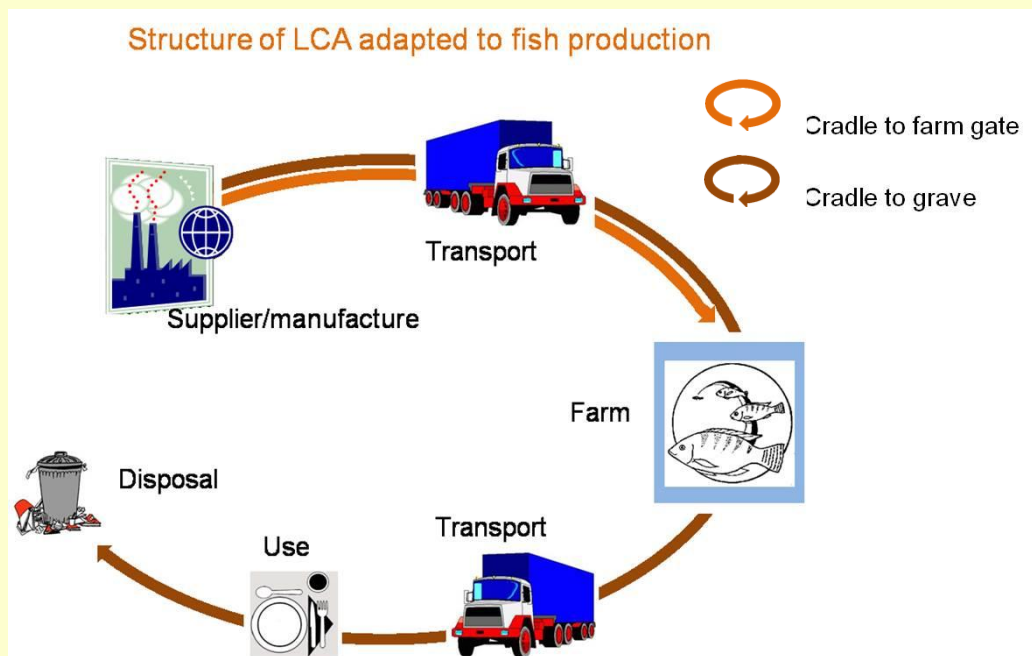 Structure of LCA adapted to fish production
Cradle to farm gate
Cradle to grave
Transport
Supplier/manufacture
Farm
Disposal
Transport
Use